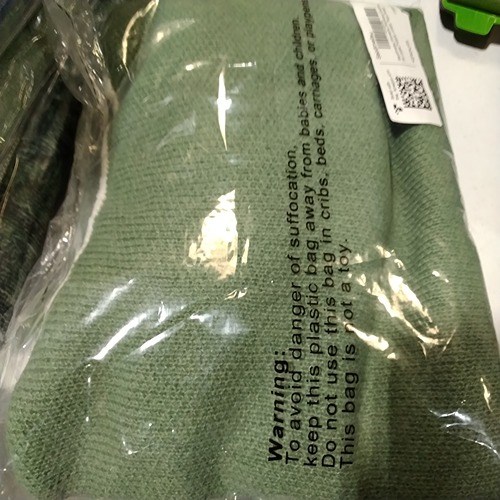 Warning:
To avoid danger of suffocation,
keep this plastic bag away from babies and children.
Do not use this bag in cribs, beds, carriages, or playpens
This bag is not a toy.